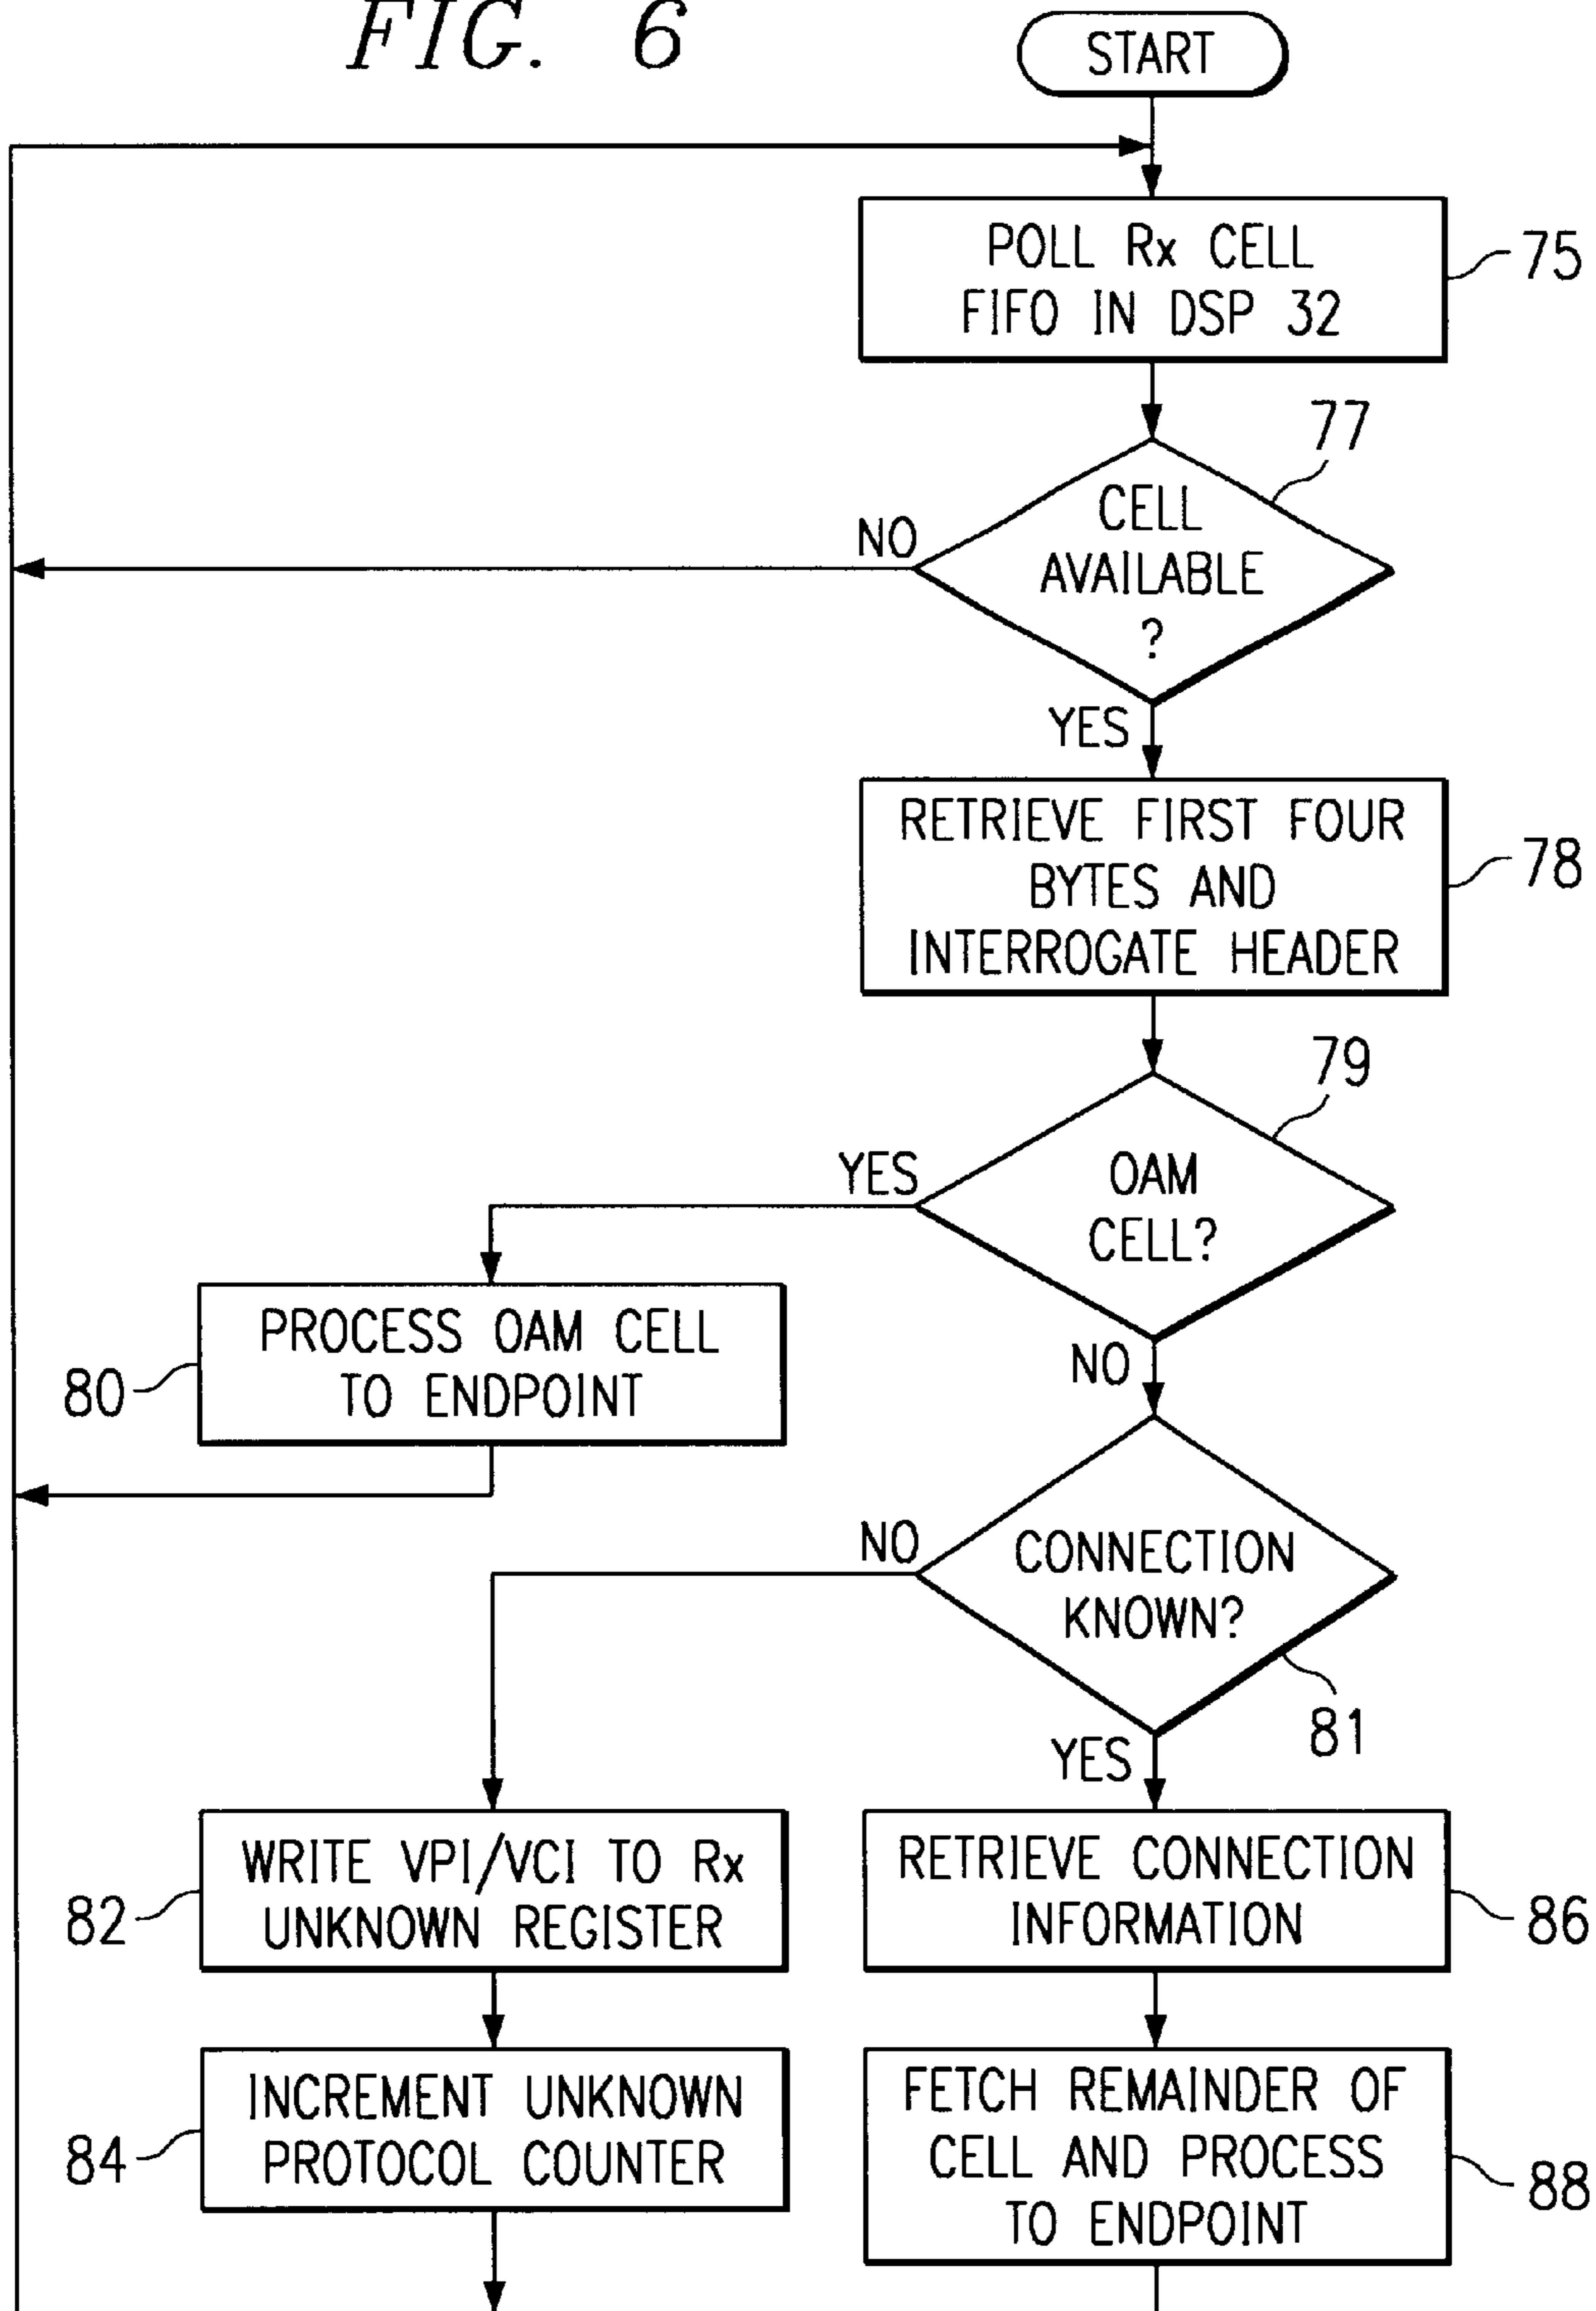 FIG. 6
START
POLL Rx CELL
FIFO IN DSP 32
75
77
CELL
AVAILABLE
?
NO
YES
RETRIEVE FIRST FOUR
BYTES AND
INTERROGATE HEADER
78
79
OAM
CELL?
YES
NO
PROCESS OAM CELL
TO ENDPOINT
80
CONNECTION
KNOWN?
NO
81
YES
WRITE VPI/VCI TO Rx
UNKNOWN REGISTER
82
RETRIEVE CONNECTION
INFORMATION
86
INCREMENT UNKNOWN
PROTOCOL COUNTER
84
FETCH REMAINDER OF
CELL AND PROCESS
TO ENDPOINT
88